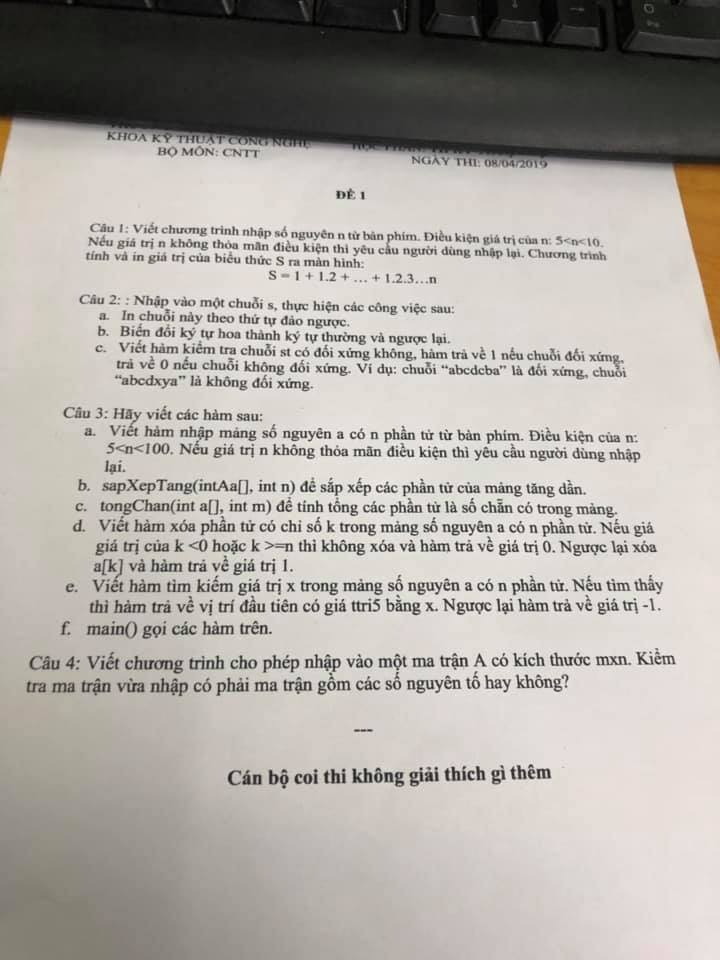 KHOA KỸ THUẬT CÔNG NGHỆ
BỘ MÔN: CNTT
NGÀY THI: 08/04/2019
ĐỀ 1
Câu 1: Viết chương trình nhập số nguyên n từ bàn phím. Điều kiện giá trị của n: 5<n<10.
Nếu giá trị n không thỏa mãn điều kiện thì yêu cầu người dùng nhập lại. Chương trình
tính và in giá trị của biểu thức S ra màn hình:
S = 1 + 1.2 + … + 1.2.3…n
Câu 2: : Nhập vào một chuỗi s, thực hiện các công việc sau:
a. In chuỗi này theo thứ tự đảo ngược.
b. Biến đổi ký tự hoa thành ký tự thường và ngược lại.
c. Viết hàm kiểm tra chuỗi st có đối xứng không, hàm trả về 1 nếu chuỗi đối xứng,
trả về 0 nếu chuỗi không đối xứng. Ví dụ: chuỗi “abcdcba” là đối xứng, chuỗi
“abcdxya” là không đối xứng.
Câu 3: Hãy viết các hàm sau:
a. Viết hàm nhập mảng số nguyên a có n phần tử từ bàn phím. Điều kiện của n:
5<n<100. Nếu giá trị n không thỏa mãn điều kiện thì yêu cầu người dùng nhập
lại.
b. sapXepTang(intAa[], int n) để sắp xếp các phần tử của mảng tăng dần.
c. tongChan(int a[], int m) để tính tổng các phần tử là số chẵn có trong mảng.
d. Viết hàm xóa phần tử có chỉ số k trong mảng số nguyên a có n phần tử. Nếu giá
giá trị của k <0 hoặc k >=n thì không xóa và hàm trả về giá trị 0. Ngược lại xóa
a[k] và hàm trả về giá trị 1.
e. Viết hàm tìm kiếm giá trị x trong mảng số nguyên a có n phần tử. Nếu tìm thấy
thì hàm trả về vị trí đầu tiên có giá ttri5 bằng x. Ngược lại hàm trả về giá trị -1.
f. main() gọi các hàm trên.
Câu 4: Viết chương trình cho phép nhập vào một ma trận A có kích thước mxn. Kiểm
tra ma trận vừa nhập có phải ma trận gồm các số nguyên tố hay không?
---
Cán bộ coi thi không giải thích gì thêm